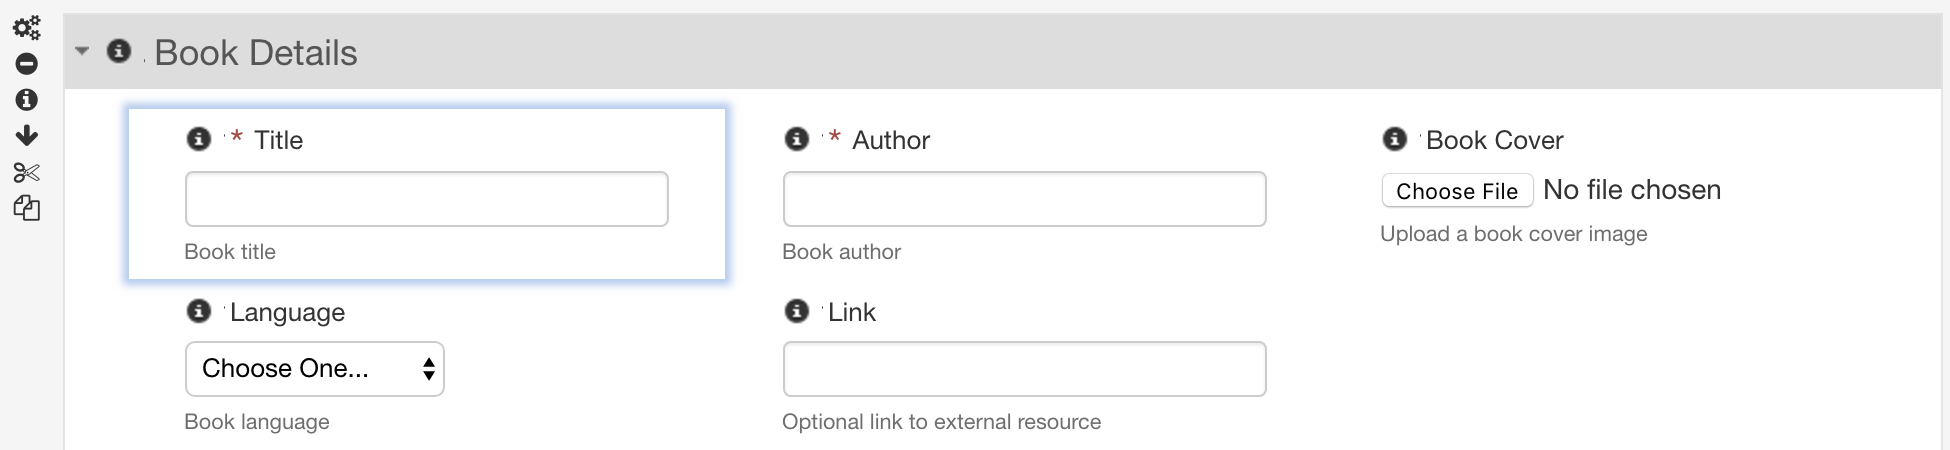 Book Details
* Title
* Author
Book Cover
Choose File No file chosen
Book title
Book author
Upload a book cover image
Language
Link
Choose One...
Book language
Optional link to external resource